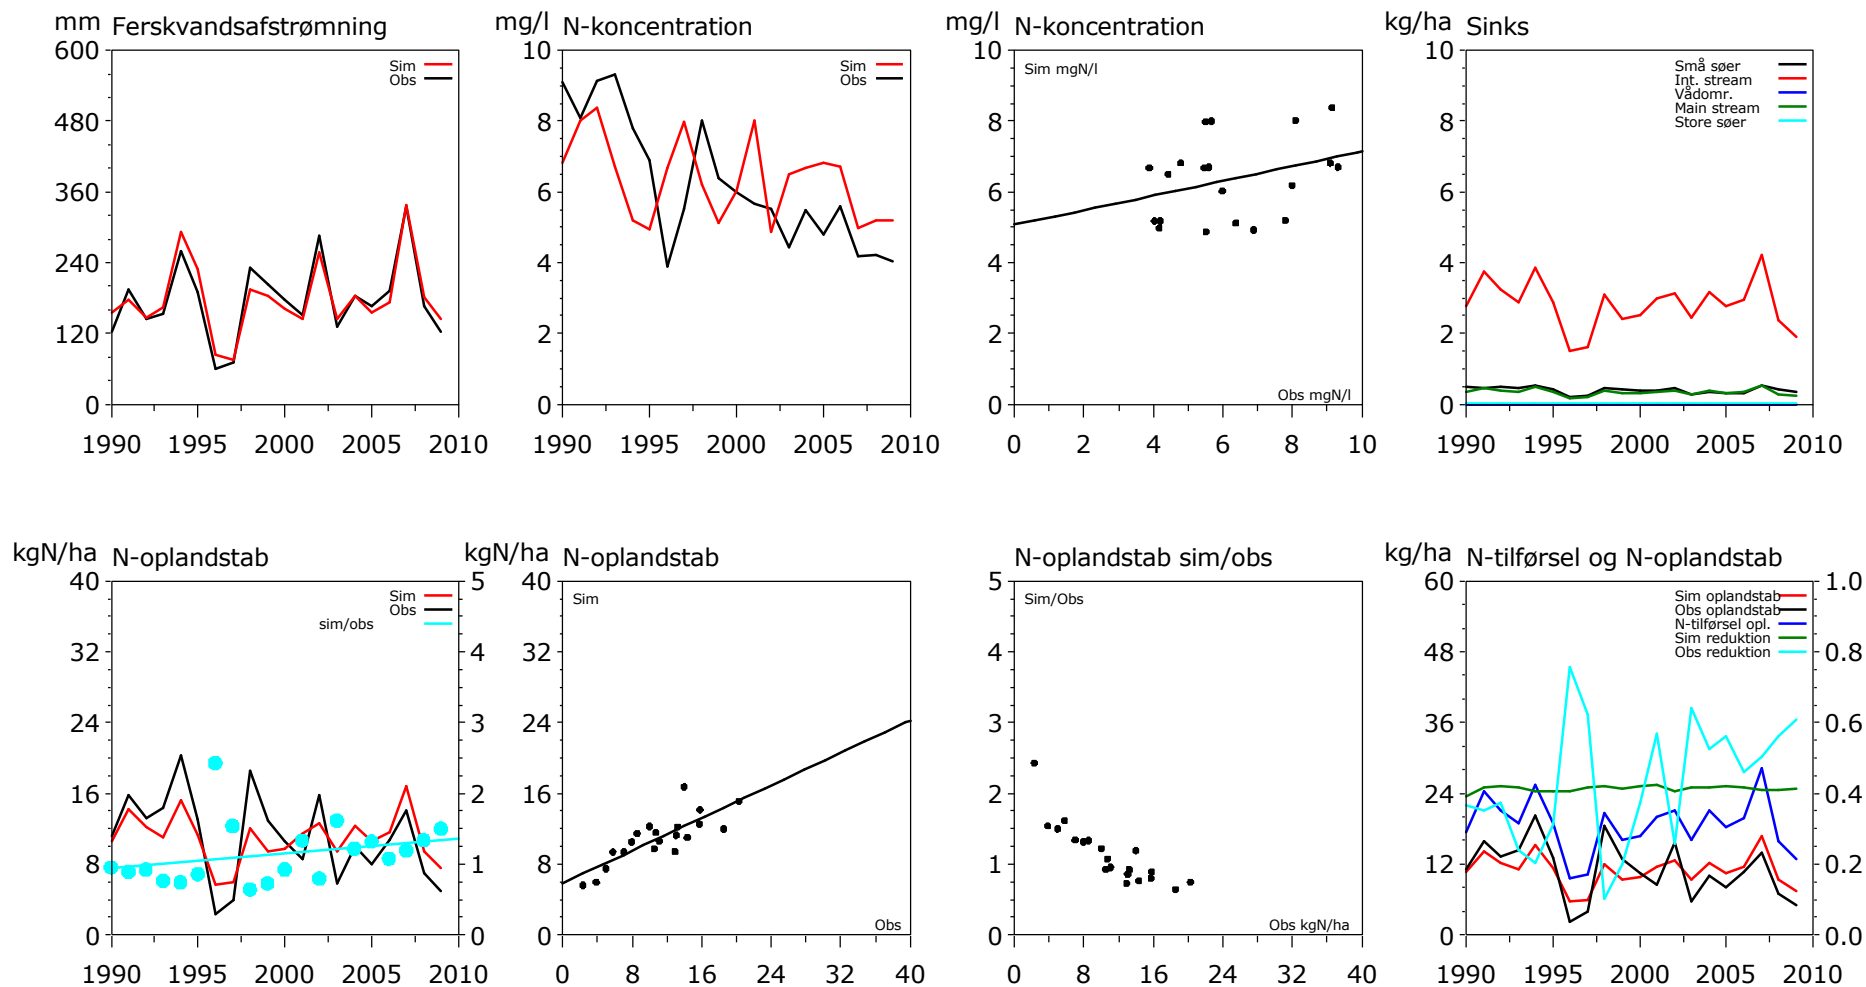 mm Ferskvandsafstrømning
600
480
360
240
120
0
Sim
Obs
1990 1995 2000 2005 2010
mg/l N-koncentration
10
8
6
4
2
0
Sim
Obs
1990 1995 2000 2005 2010
mg/l N-koncentration
10
8
6
4
2
0
Sim mgN/l
Obs mgN/l
0 4 6 8 10
kg/ha Sinks
10
8
6
4
2
0
Små søer
Int. stream
Vådomr.
Main stream
Store søer
1990 1995 2000 2005 2010
kgN/ha N-oplandstab
40
32
24
16
8
0
Sim
Obs
sim/obs
5
4
3
2
1
0
1990 1995 2000 2005 2010
kgN/ha N-oplandstab
40
32
24
16
8
0
Sim
Obs
0 8 16 24 32 40
N-oplandstab sim/obs
5
4
3
2
1
0
Sim/Obs
Obs kgN/ha
0 8 16 24 32 40
kg/ha N-tilførsel og N-oplandstab
60
48
36
24
12
0
Sim oplandstab
Obs oplandstab
N-tilførsel opl.
Sim reduktion
Obs reduktion
1.0
0.8
0.6
0.4
0.2
0.0
1990 1995 2000 2005 2010